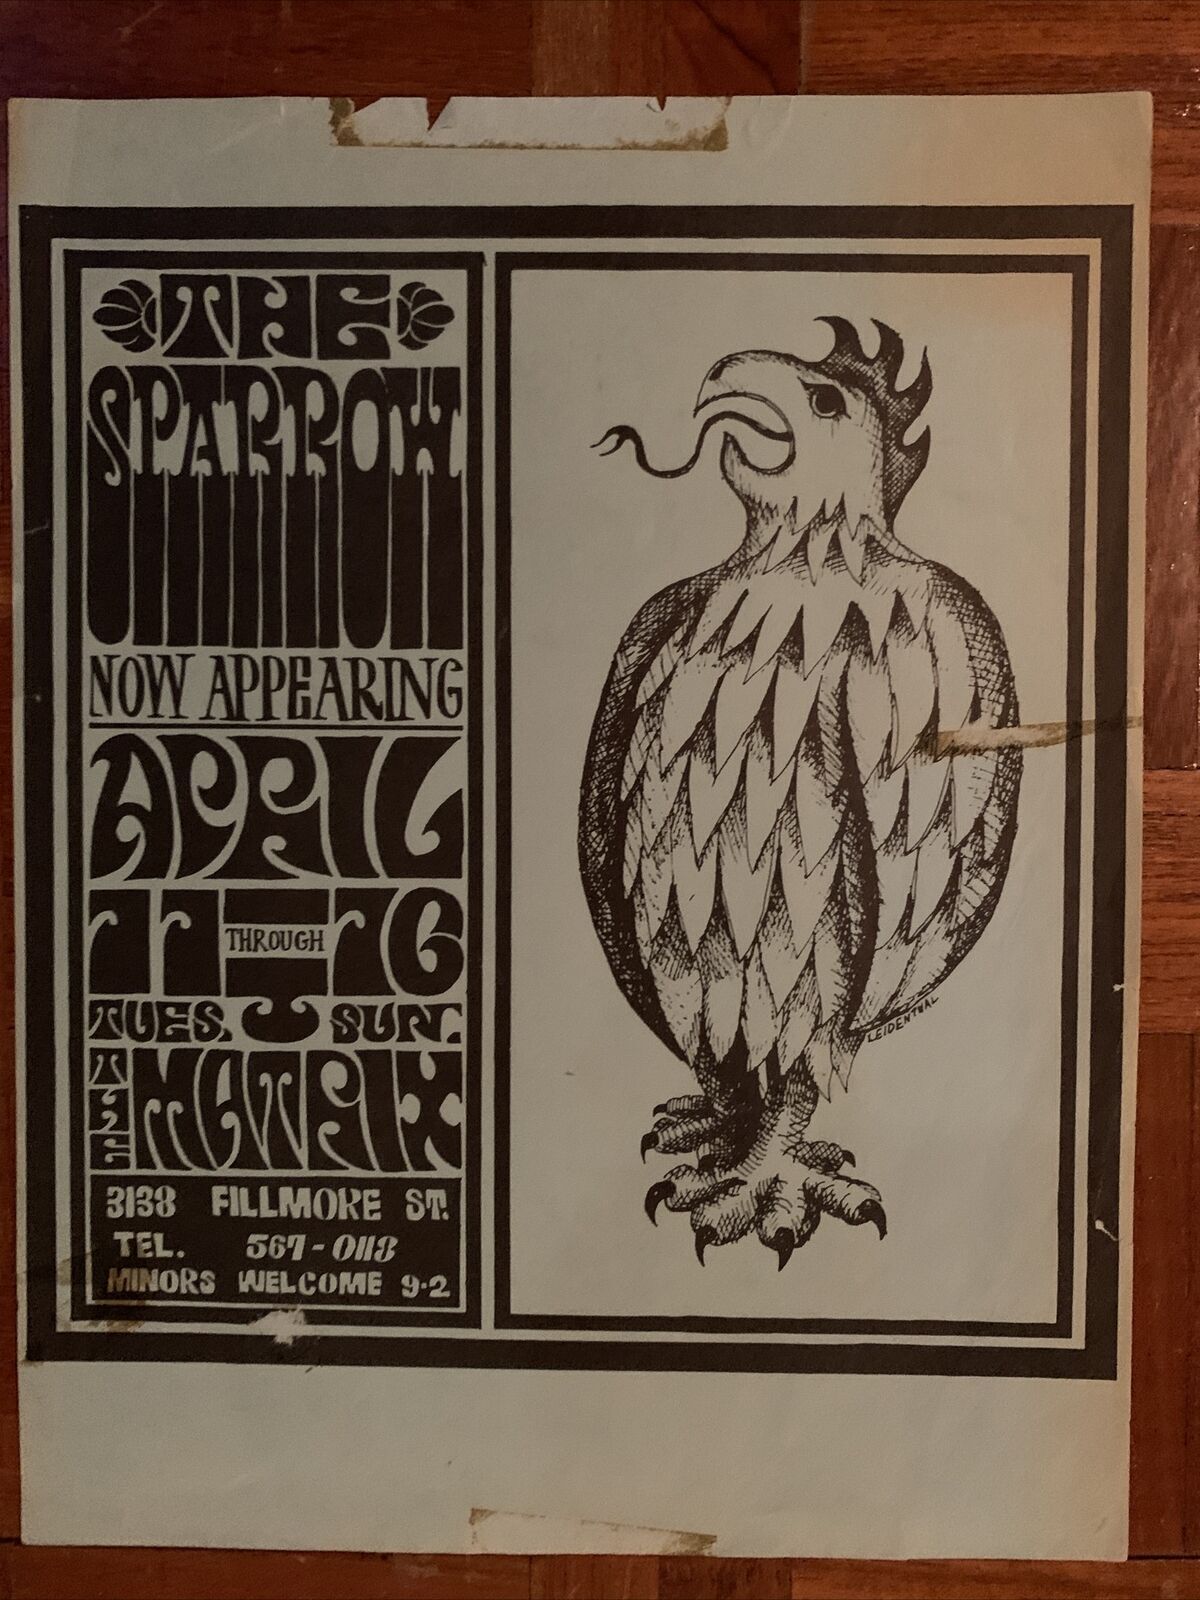 THE
SPARROW
NOW APPEARING
APRIL
11 THROUGH 16
TUES. SUN.
THE MATRIX
3138 FILLMORE ST.
TEL. 567-0118
MINORS WELCOME 9-2
LEIDENTHAL